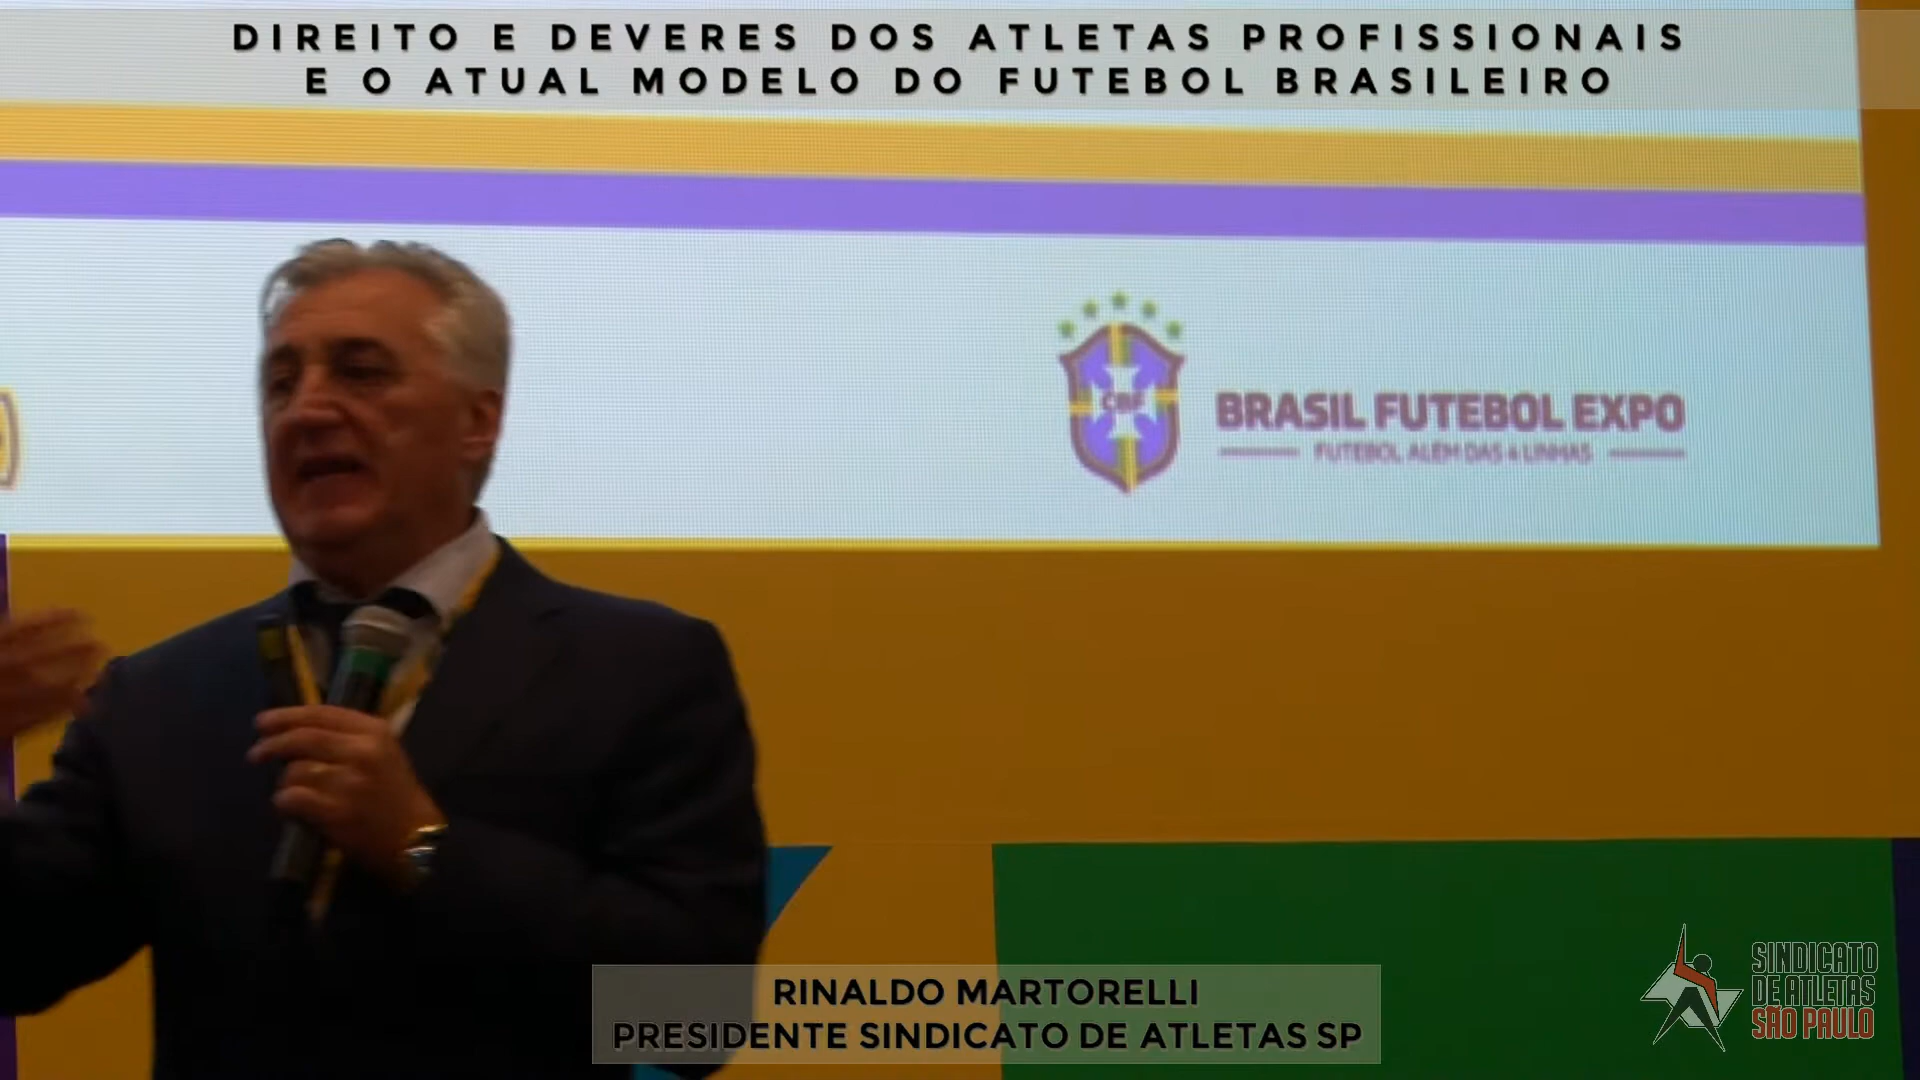 DIREITO E DEVERES DOS ATLETAS PROFISSIONAIS
E O ATUAL MODELO DO FUTEBOL BRASILEIRO
CBF
BRASIL FUTEBOL EXPO
FUTEBOL ALÉM DAS 4 LINHAS
RINALDO MARTORELLI
PRESIDENTE SINDICATO DE ATLETAS SP
SINDICATO
DE ATLETAS
SÃO PAULO